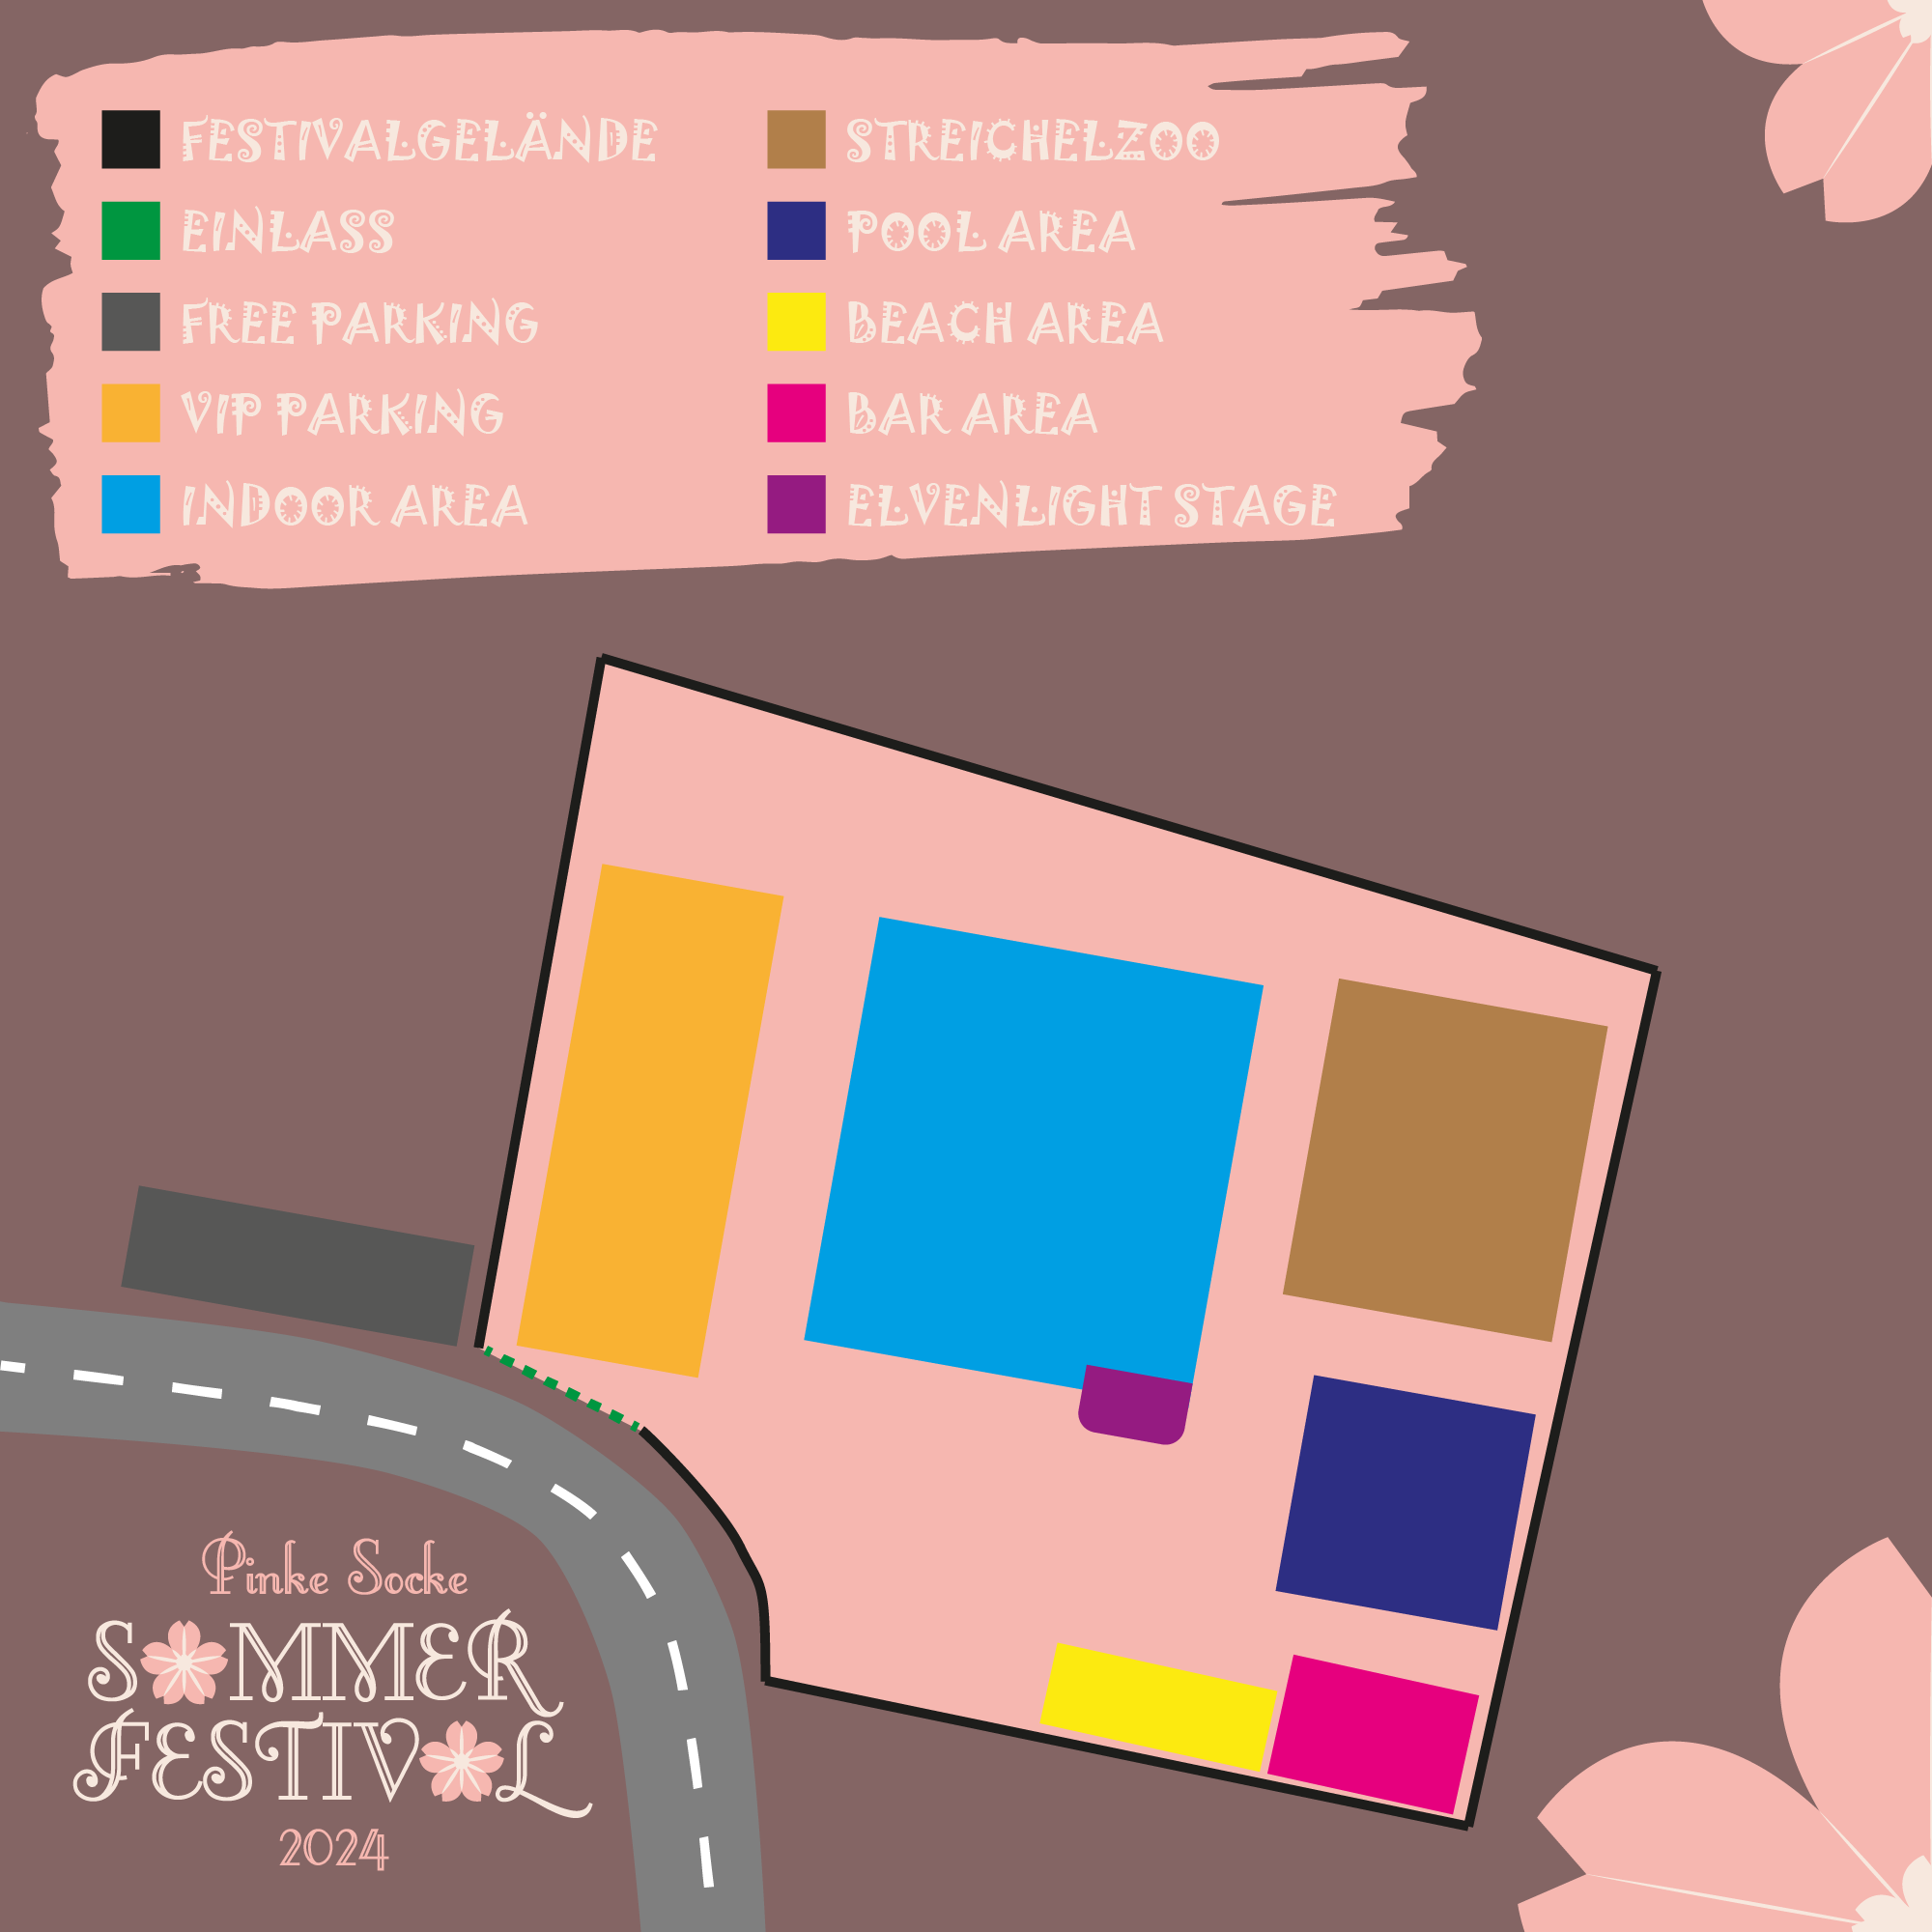 FESTIVALGELÄNDE
EINLASS
FREE PARKING
VIP PARKING
INDOOR AREA
STREICHELZOO
POOL AREA
BEACH AREA
BAR AREA
ELVENLIGHT STAGE
Pinke Socke
SOMMER
FESTIVAL
2024